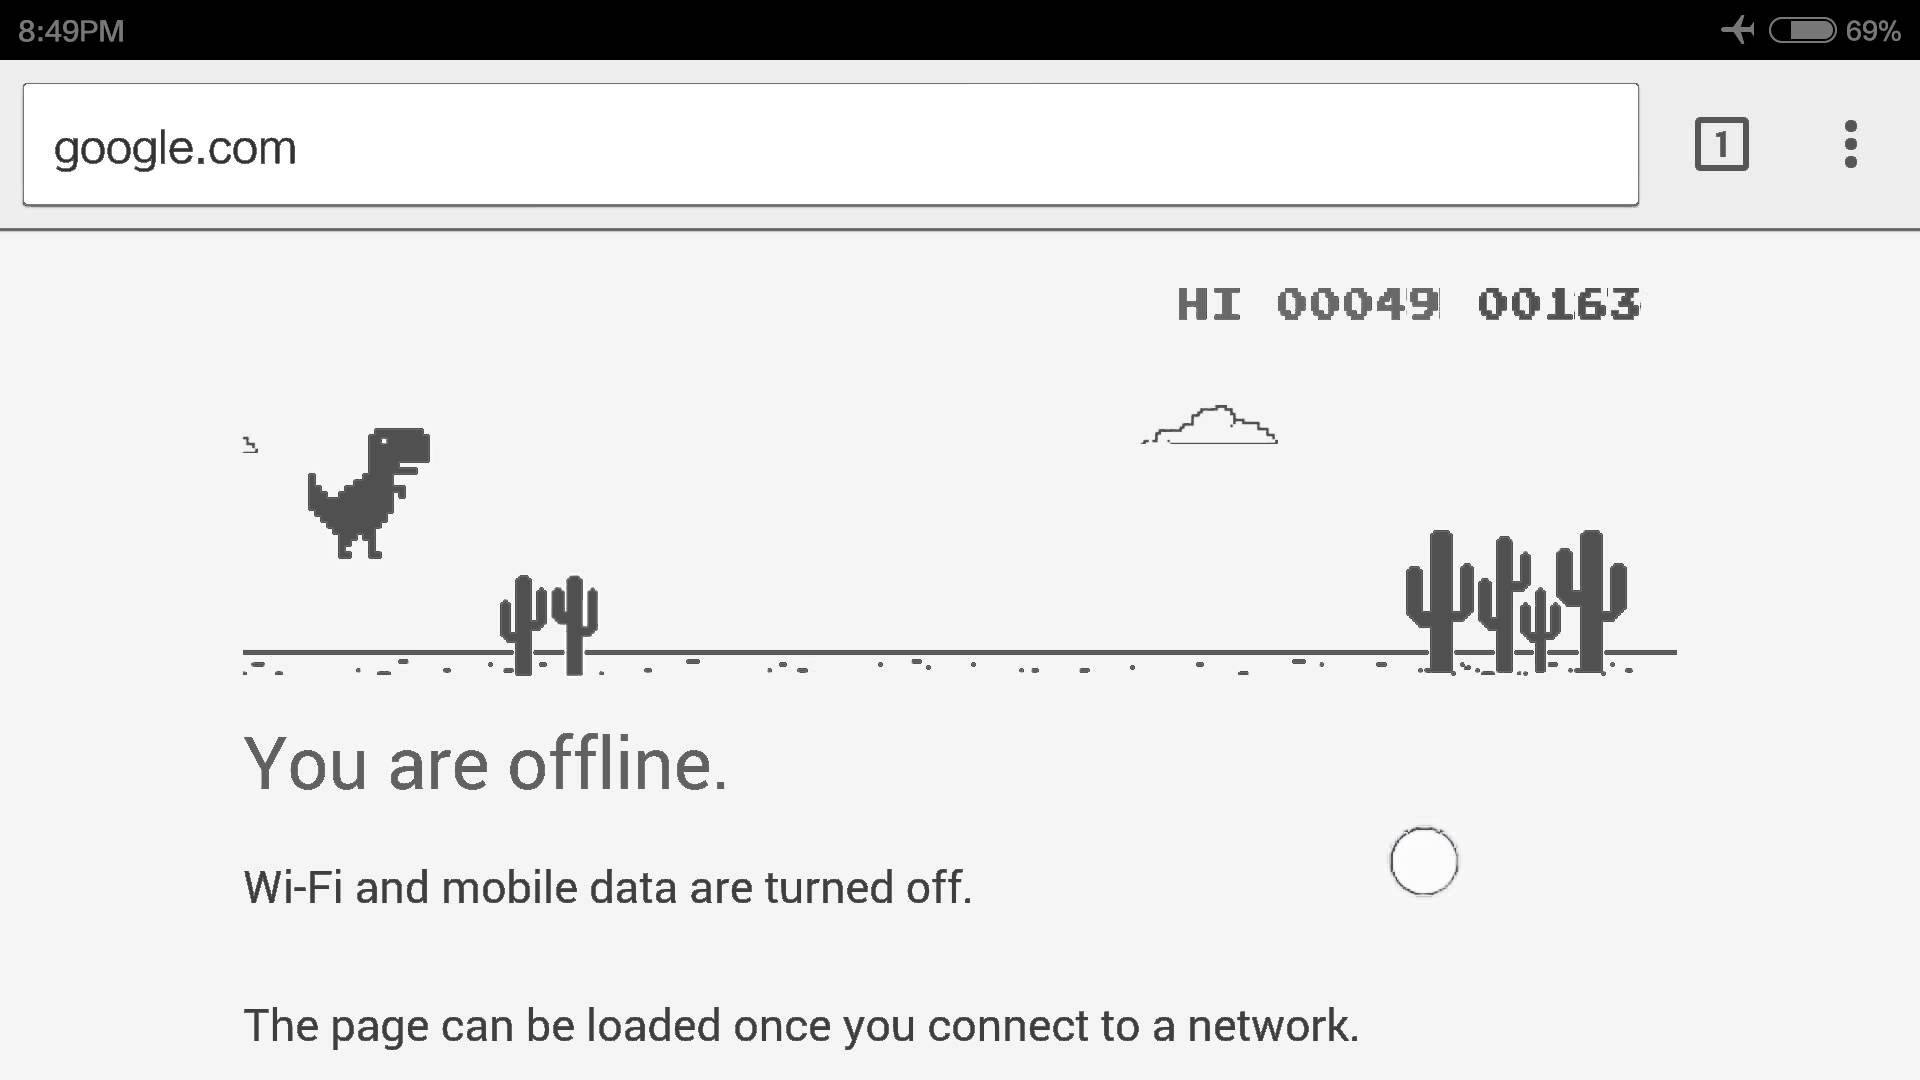 8:49PM 69%
google.com 1
HI 00049 00163
You are offline.
Wi-Fi and mobile data are turned off.
The page can be loaded once you connect to a network.